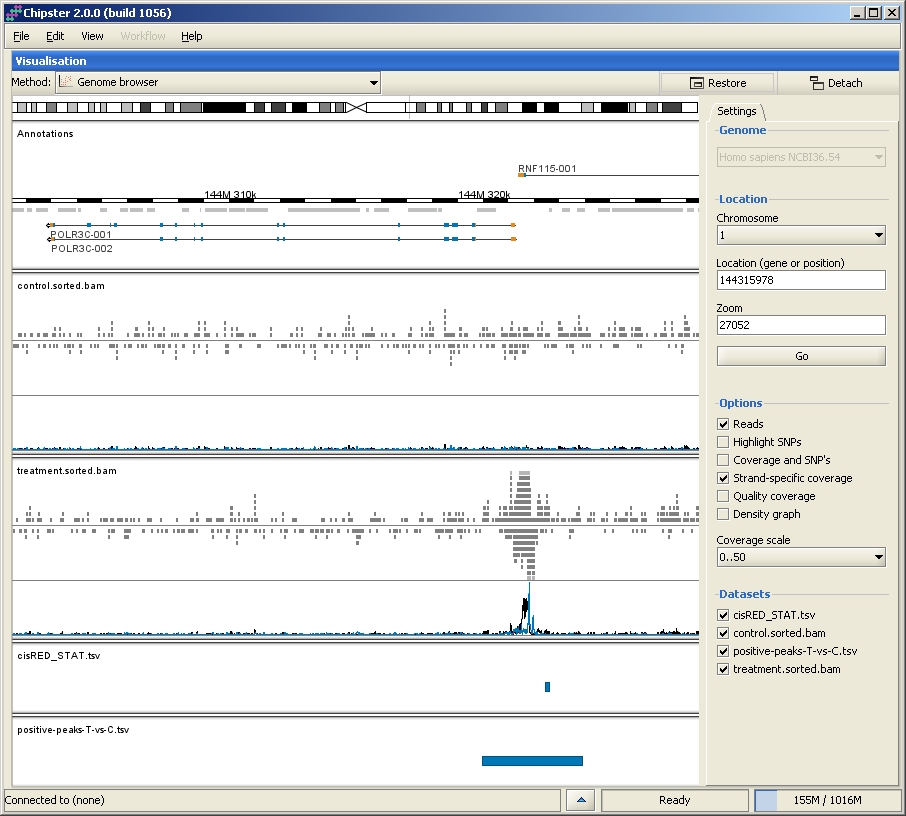 Chipster 2.0.0 (build 1056)
File Edit View Workflow Help
Visualisation
Method: Genome browser Restore Detach
Settings
Annotations
Genome
Homo sapiens NCBI36.54
RNF115-001
144M 310k 144M 320k
POLR3C-001
POLR3C-002
Location
Chromosome
1
Location (gene or position)
144315978
Zoom
27052
Go
control.sorted.bam
Options
Reads
Highlight SNPs
Coverage and SNP's
Strand-specific coverage
Quality coverage
Density graph
Coverage scale
0..50
treatment.sorted.bam
Datasets
cisRED_STAT.tsv
control.sorted.bam
positive-peaks-T-vs-C.tsv
treatment.sorted.bam
cisRED_STAT.tsv
positive-peaks-T-vs-C.tsv
Connected to (none) Ready 155M / 1016M